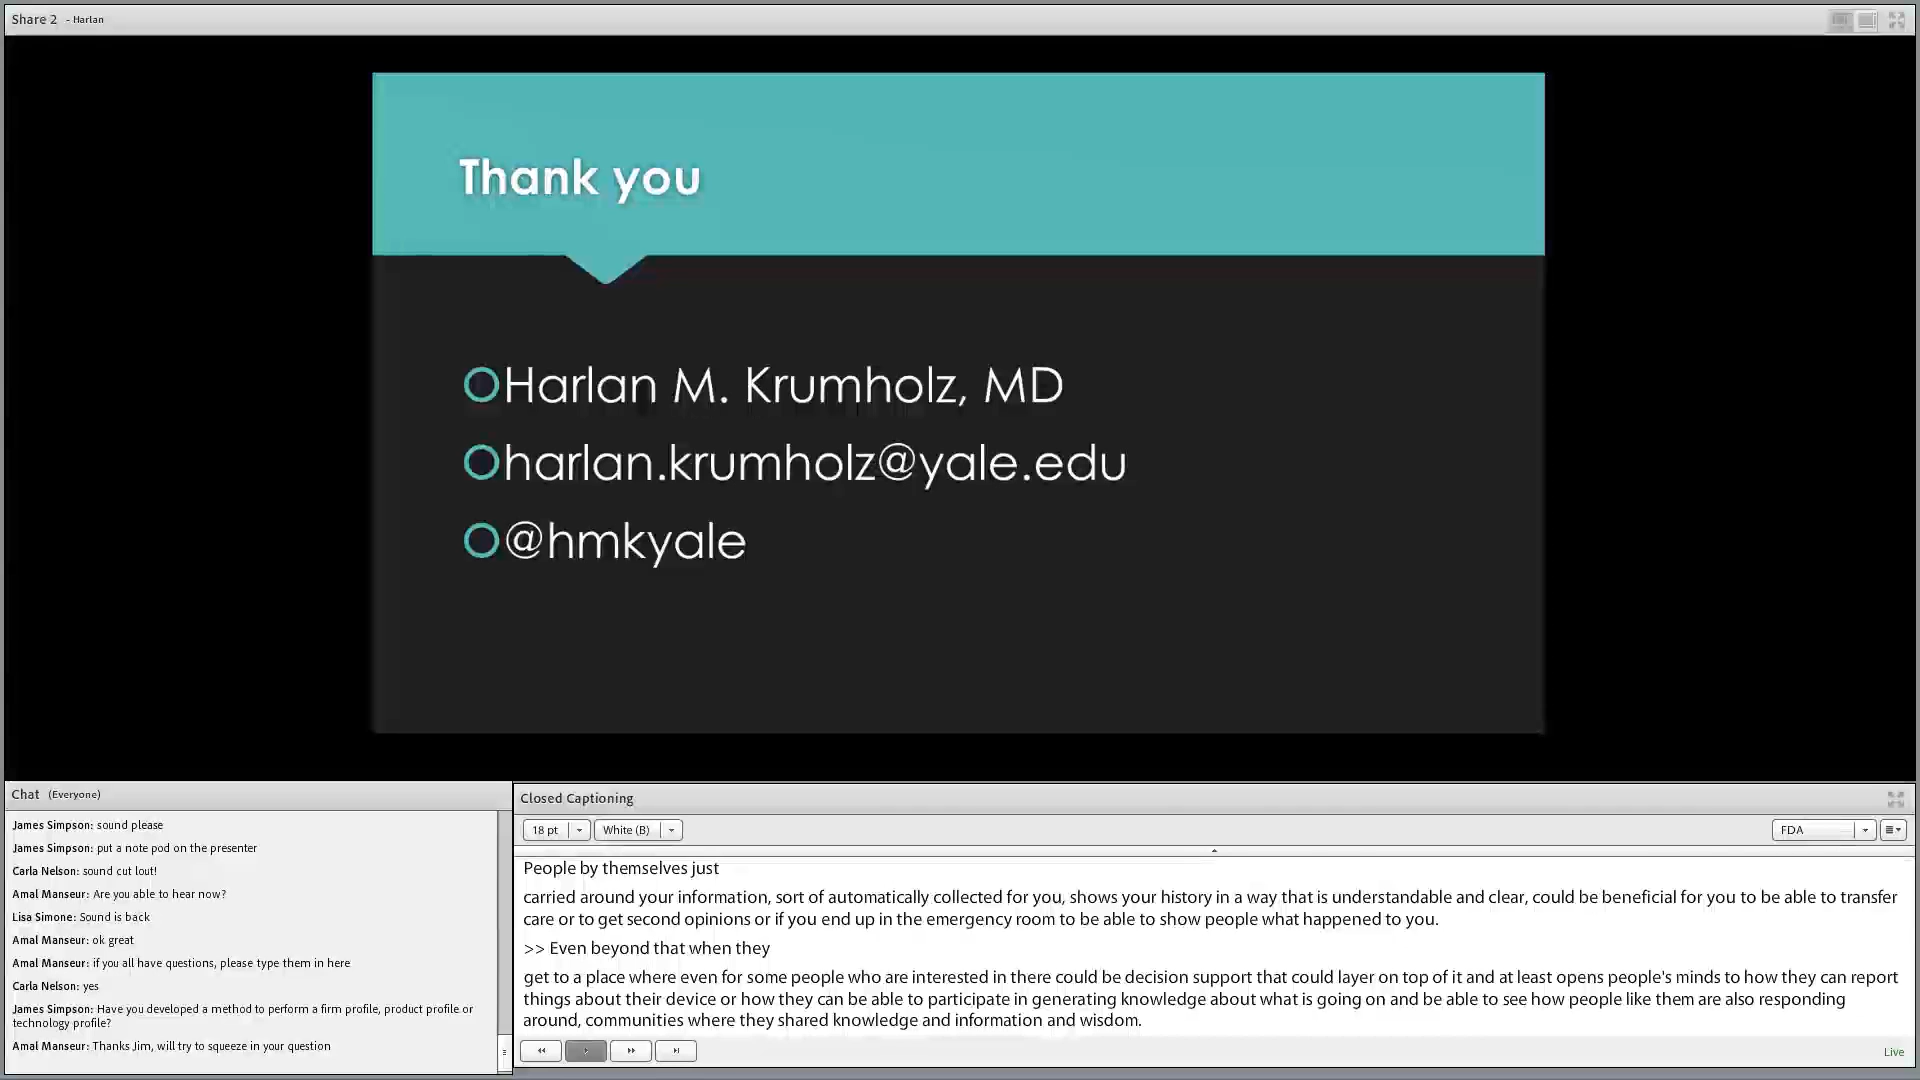 Share 2 - Harlan
Thank you
Harlan M. Krumholz, MD
harlan.krumholz@yale.edu
@hmkyale
Chat (Everyone)
James Simpson: sound please
James Simpson: put a note pod on the presenter
Carla Nelson: sound cut lout!
Amal Manseur: Are you able to hear now?
Lisa Simone: Sound is back
Amal Manseur: ok great
Amal Manseur: if you all have questions, please type them in here
Carla Nelson: yes
James Simpson: Have you developed a method to perform a firm profile, product profile or
technology profile?
Amal Manseur: Thanks Jim, will try to squeeze in your question
Closed Captioning
18 pt White (B) FDA
People by themselves just
carried around your information, sort of automatically collected for you, shows your history in a way that is understandable and clear, could be beneficial for you to be able to transfer
care or to get second opinions or if you end up in the emergency room to be able to show people what happened to you.
>> Even beyond that when they
get to a place where even for some people who are interested in there could be decision support that could layer on top of it and at least opens people's minds to how they can report
things about their device or how they can be able to participate in generating knowledge about what is going on and be able to see how people like them are also responding
around, communities where they shared knowledge and information and wisdom.
Live